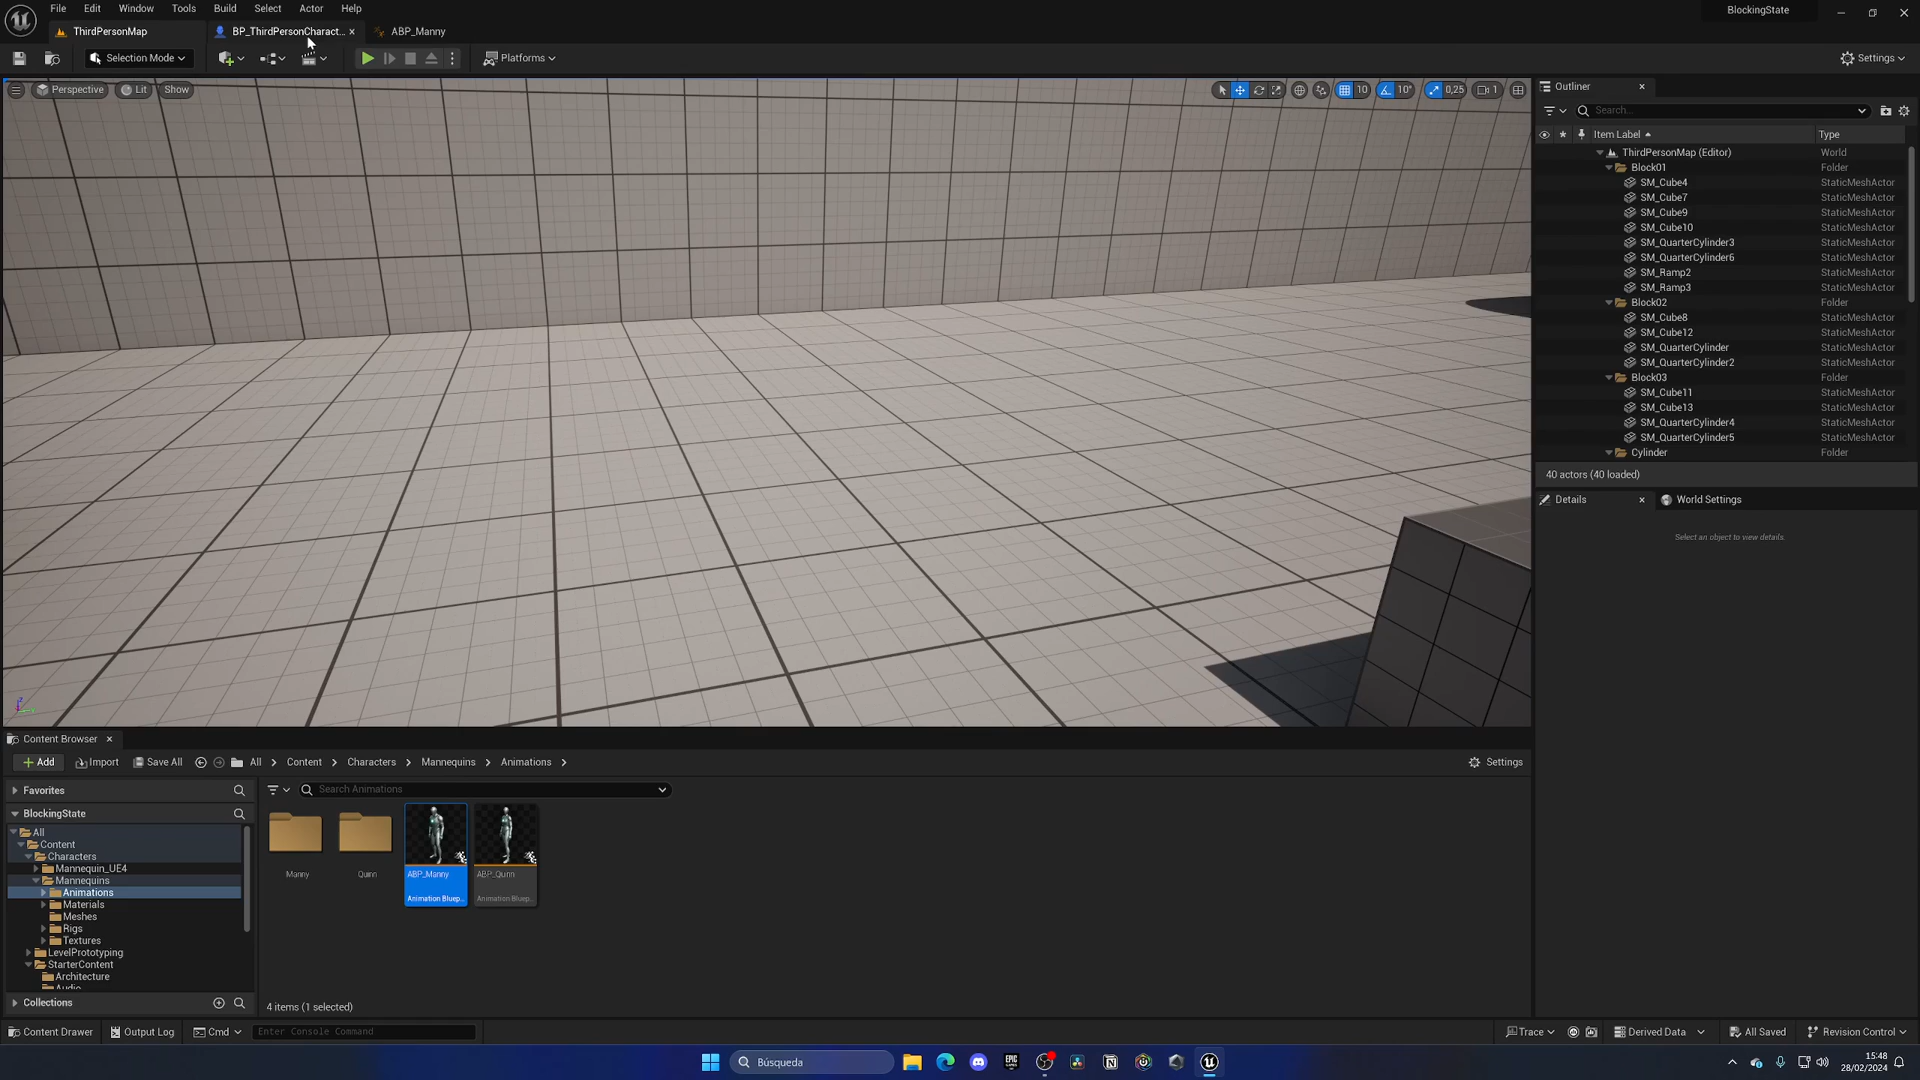 File Edit Window Tools Build Select Actor Help
BlockingState
ThirdPersonMap
BP_ThirdPersonCharact...
ABP_Manny
Selection Mode
Platforms
Settings
Perspective
Lit
Show
10
10°
0,25
1
Outliner
Search...
Item Label
Type
ThirdPersonMap (Editor) World
Block01 Folder
SM_Cube4 StaticMeshActor
SM_Cube7 StaticMeshActor
SM_Cube9 StaticMeshActor
SM_Cube10 StaticMeshActor
SM_QuarterCylinder3 StaticMeshActor
SM_QuarterCylinder6 StaticMeshActor
SM_Ramp2 StaticMeshActor
SM_Ramp3 StaticMeshActor
Block02 Folder
SM_Cube8 StaticMeshActor
SM_Cube12 StaticMeshActor
SM_QuarterCylinder StaticMeshActor
SM_QuarterCylinder2 StaticMeshActor
Block03 Folder
SM_Cube11 StaticMeshActor
SM_Cube13 StaticMeshActor
SM_QuarterCylinder4 StaticMeshActor
SM_QuarterCylinder5 StaticMeshActor
Cylinder Folder
40 actors (40 loaded)
Details
World Settings
Select an object to view details.
Content Browser
Add
Import
Save All
All > Content > Characters > Mannequins > Animations >
Settings
Favorites
Search Animations
BlockingState
All
Content
Characters
Mannequin_UE4
Mannequins
Animations
Materials
Meshes
Rigs
Textures
LevelPrototyping
StarterContent
Architecture
Audio
Collections
Manny
Quinn
ABP_Manny
Animation Bluep..
ABP_Quinn
Animation Bluep..
4 items (1 selected)
Content Drawer
Output Log
Cmd
Enter Console Command
Trace
Derived Data
All Saved
Revision Control
Búsqueda
EPIC
15:48
28/02/2024